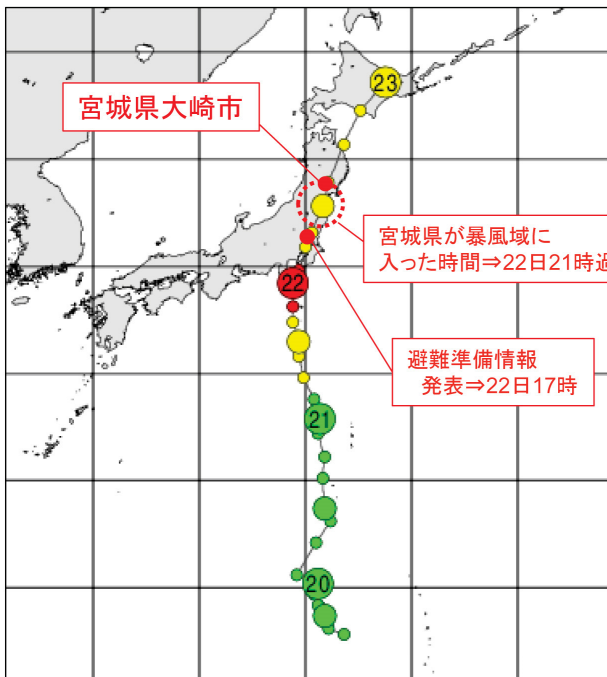 23
宮城県大崎市
宮城県が暴風域に
入った時間⇒22日21時過
22
避難準備情報
発表⇒22日17時
21
20